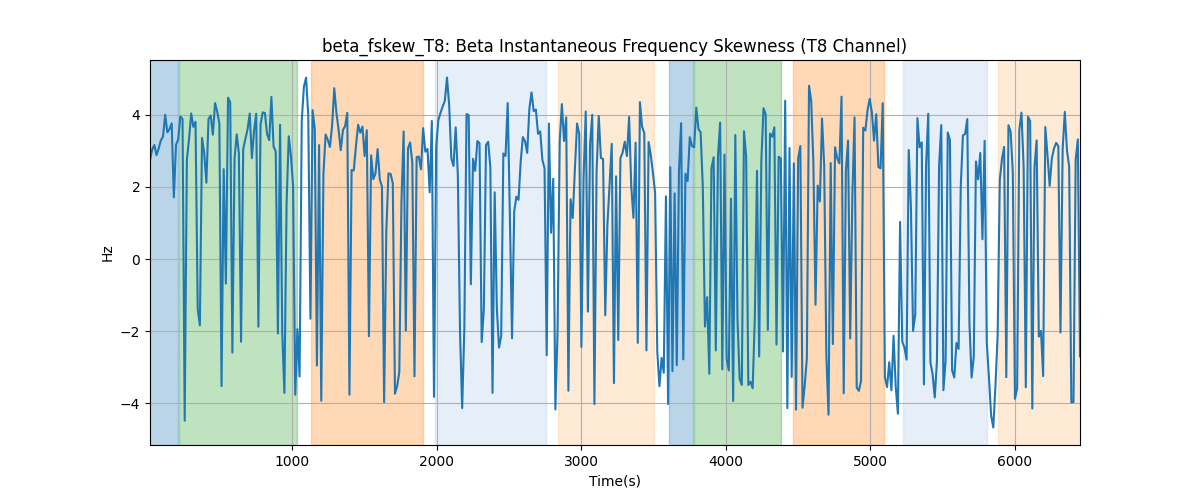 beta_fskew_T8: Beta Instantaneous Frequency Skewness (T8 Channel)
4
2
0
−2
−4
Hz
1000 2000 3000 4000 5000 6000
Time(s)